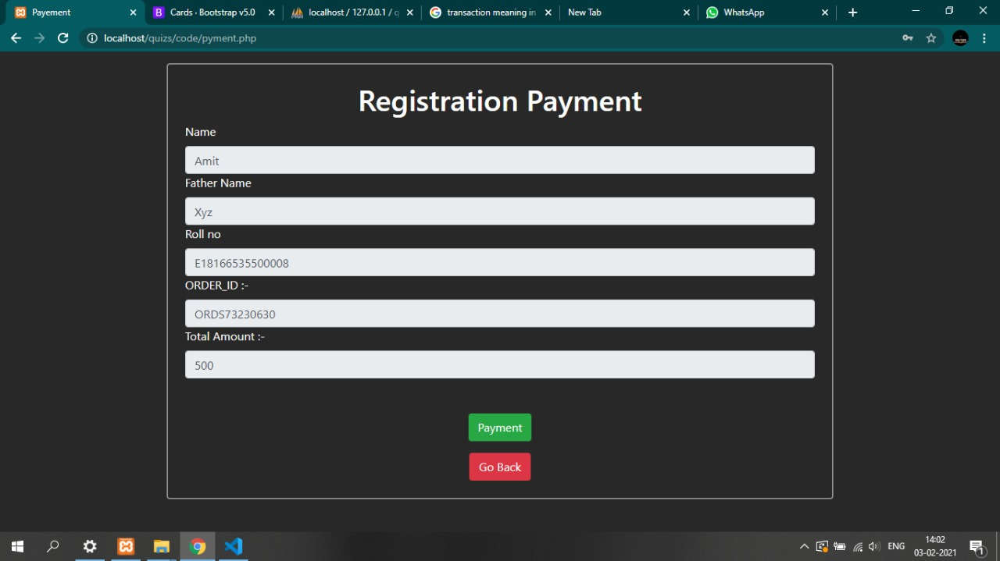 Payement
Cards · Bootstrap v5.0
localhost / 127.0.0.1 / q
transaction meaning in
New Tab
WhatsApp
localhost/quizs/code/pyment.php
Registration Payment
Name
Amit
Father Name
Xyz
Roll no
E18166535500008
ORDER_ID :-
ORDS73230630
Total Amount :-
500
Payment
Go Back
ENG
14:02
03-02-2021
1